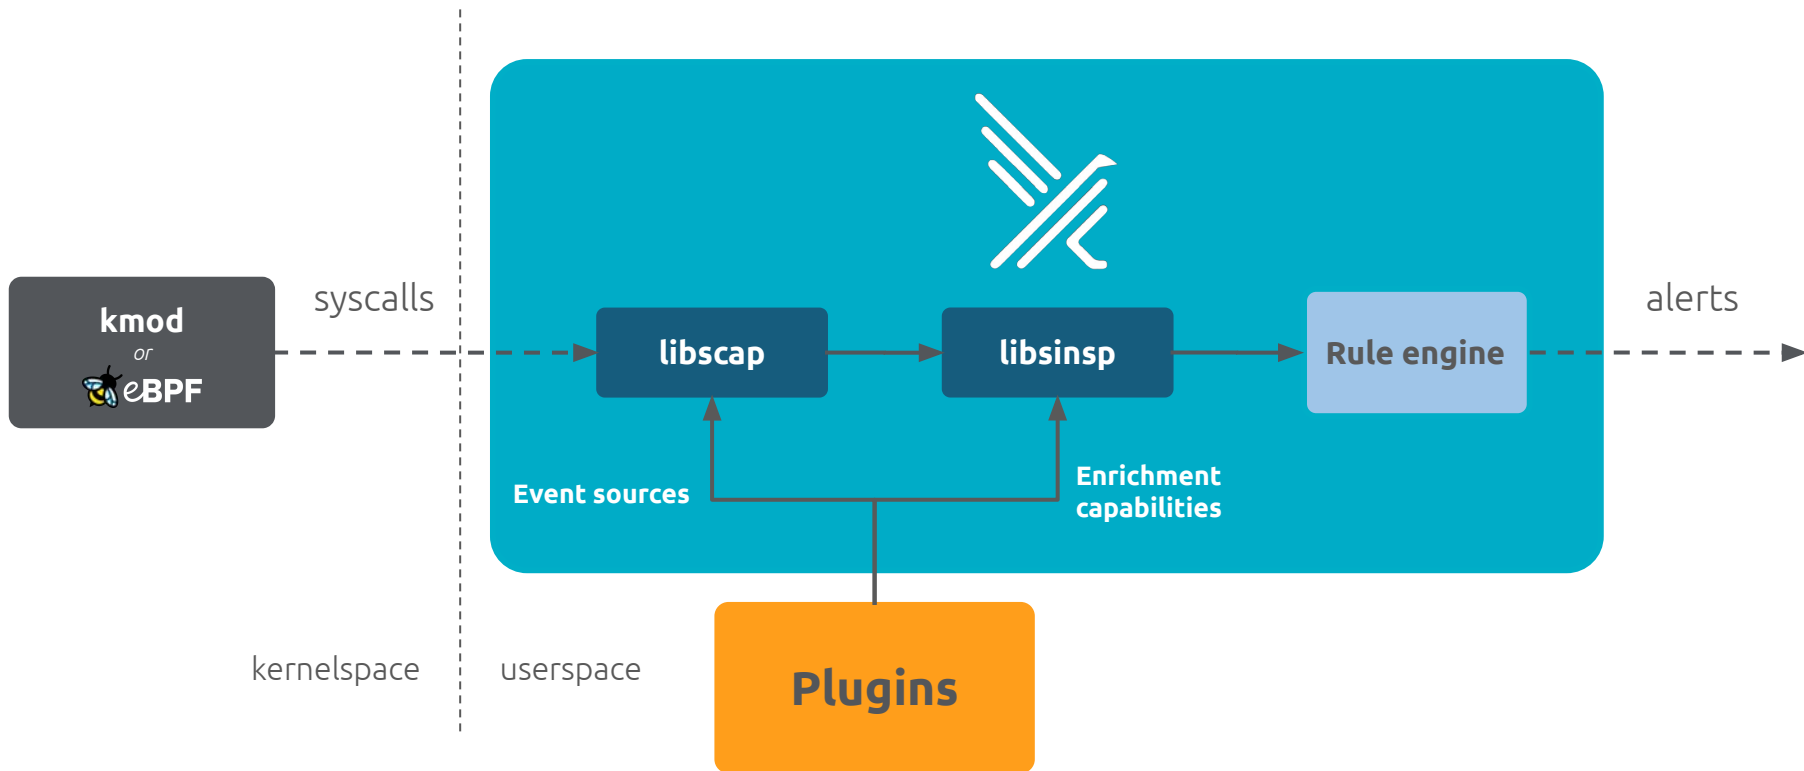 kmod
or
eBPF
syscalls
libscap
libsinsp
Rule engine
alerts
Event sources
Enrichment
capabilities
kernelspace
userspace
Plugins